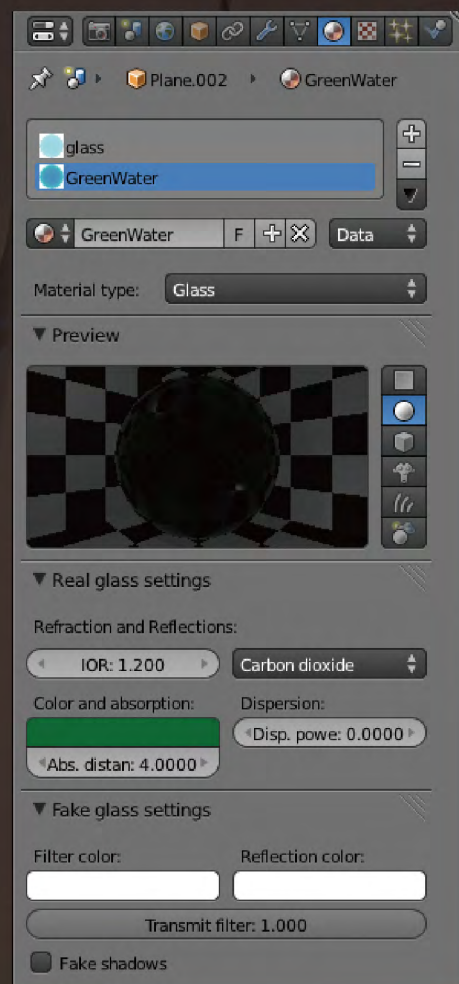 Plane.002 GreenWater
glass
GreenWater
GreenWater F Data
Material type: Glass
Preview
Real glass settings
Refraction and Reflections:
IOR: 1.200 Carbon dioxide
Color and absorption: Dispersion:
Disp. powe: 0.0000
Abs. distan: 4.0000
Fake glass settings
Filter color: Reflection color:
Transmit filter: 1.000
Fake shadows